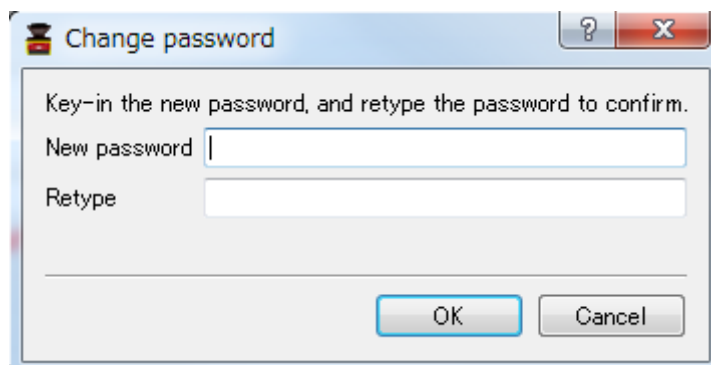 Change password
Key-in the new password, and retype the password to confirm.
New password
Retype
OK
Cancel